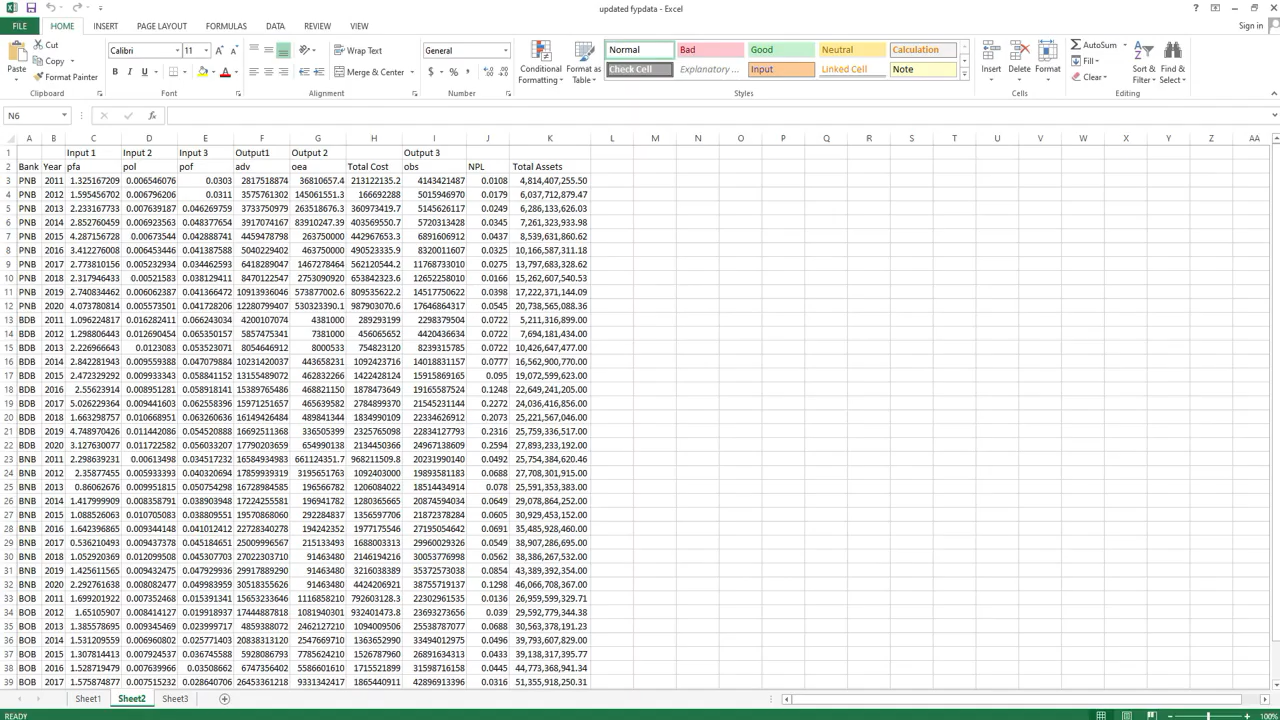 updated fypdata - Excel
Sign in
FILE HOME INSERT PAGE LAYOUT FORMULAS DATA REVIEW VIEW
Paste Cut Copy Format Painter
Calibri 11
Wrap Text Merge & Center
General
Conditional Formatting Format as Table
Normal Bad Good Neutral Calculation
Check Cell Explanatory ... Input Linked Cell Note
Insert Delete Format
AutoSum Fill Clear
Sort & Filter Find & Select
Clipboard Font Alignment Number Styles Cells Editing
N6
A B C D E F G H I J K L M N O P Q R S T U V W X Y Z AA
1 Input 1 Input 2 Input 3 Output1 Output 2 Output 3
2 Bank Year pfa pol pof adv oea Total Cost obs NPL Total Assets
3 PNB 2011 1.325167209 0.006546076 0.0303 2817518874 36810657.4 213122135.2 4143421487 0.0108 4,814,407,255.50
4 PNB 2012 1.595456702 0.006796206 0.0311 3575761302 145061551.3 166692288 5015946970 0.0179 6,037,712,879.47
5 PNB 2013 2.233167733 0.007639187 0.046269759 3733750979 263518676.3 360973419.7 5145626117 0.0249 6,286,133,626.03
6 PNB 2014 2.852760459 0.006923563 0.048377654 3917074167 83910247.39 403569550.7 5720313428 0.0345 7,261,323,933.98
7 PNB 2015 4.287156728 0.00673544 0.042888741 4459478798 263750000 442967653.3 6891606912 0.0437 8,539,631,860.62
8 PNB 2016 3.412276008 0.006453446 0.041387588 5040229402 463750000 490523335.9 8320011607 0.0325 10,166,587,311.18
9 PNB 2017 2.773810156 0.005232934 0.034462593 6418289047 1467278464 562120544.2 11768733010 0.0275 13,797,688,328.62
10 PNB 2018 2.317946433 0.00521583 0.038129411 8470122547 2753090920 653842323.6 12652258010 0.0166 15,262,607,540.53
11 PNB 2019 2.740834462 0.006062387 0.041366479 10913936046 573877002.6 809535622.2 14517750622 0.0398 17,222,371,144.09
12 PNB 2020 4.073780814 0.005573501 0.041728206 12280799407 530323390.1 987903070.6 17646864317 0.0545 20,738,565,088.36
13 BDB 2011 1.096224817 0.016282411 0.066243034 4200107074 4381000 289293199 2298379504 0.0722 5,211,316,899.00
14 BDB 2012 1.298806443 0.012690454 0.065350157 5857475341 7381000 456065652 4420436634 0.0722 7,694,181,434.00
15 BDB 2013 2.226966643 0.0123083 0.053523071 8054646912 8000533 754823120 8239315785 0.0722 10,426,647,477.00
16 BDB 2014 2.842281943 0.009559388 0.047079884 10231420037 443658231 1092423716 14018831157 0.0777 16,562,900,770.00
17 BDB 2015 2.472329292 0.009933343 0.058841152 13155489072 462832266 1422428124 15915869165 0.095 19,072,599,623.00
18 BDB 2016 2.55623914 0.008951281 0.058918141 15389765486 468821150 1878473649 19165587524 0.1248 22,649,241,205.00
19 BDB 2017 5.026229364 0.009441603 0.062558396 15971251657 465639582 2784899370 21545231144 0.2272 24,036,416,856.00
20 BDB 2018 1.663298757 0.010668951 0.063260636 16149426484 489841344 1834990109 22334626912 0.2073 25,221,567,046.00
21 BDB 2019 4.748970426 0.011442086 0.054520888 16692511368 336505399 2325765098 22834127712 0.2316 25,759,336,517.00
22 BDB 2020 3.127630077 0.011722582 0.056033207 17790203659 654990138 2134450366 24967138609 0.2594 27,893,233,192.00
23 BNB 2011 2.298639231 0.00613498 0.034517232 16584934983 661124351.7 968211509.8 20231990140 0.0492 25,754,384,620.46
24 BNB 2012 2.35877455 0.005933393 0.040320694 17859939319 3195651763 1092403000 19893581183 0.0688 27,708,301,915.00
25 BNB 2013 0.86062676 0.009951815 0.050754298 16728984585 196566782 1206084022 18514434914 0.078 25,591,353,383.00
26 BNB 2014 1.417999909 0.008358791 0.038903948 17224255581 196941782 1280365665 20874594034 0.0649 29,078,864,252.00
27 BNB 2015 1.088526063 0.010705083 0.038809551 19570868060 292284837 1356597706 21872378284 0.0605 30,929,453,152.00
28 BNB 2016 1.642396865 0.009344148 0.041012412 22728340278 194242352 1977175546 27195054642 0.0691 35,485,928,460.00
29 BNB 2017 0.536210493 0.009437378 0.045184651 25009996567 215133493 1688003313 29960029326 0.0549 38,907,286,695.00
30 BNB 2018 1.052920369 0.012099508 0.045307703 27022303710 91463480 2146194216 30053776998 0.0562 38,386,267,532.00
31 BNB 2019 1.425611565 0.009432475 0.047929936 29917889290 91463480 3216038389 35372573038 0.0854 43,389,392,354.00
32 BNB 2020 2.292761638 0.008082477 0.049983959 30518355626 91463480 4424206921 38755179713 0.1298 46,066,708,367.00
33 BOB 2011 1.699201922 0.007352468 0.015391341 15653233646 1116858210 792603128.3 22302961535 0.0136 26,959,599,329.71
34 BOB 2012 1.65105907 0.008414127 0.019918937 17444887818 1081940301 932401473.8 23693273656 0.039 29,592,779,344.38
35 BOB 2013 1.385578695 0.009345469 0.023999717 4859388072 2462127210 1094009506 25538787077 0.0688 30,563,378,191.23
36 BOB 2014 1.531209559 0.006960802 0.025771403 20838313120 2547669710 1363652990 33494012975 0.0496 39,793,607,829.00
37 BOB 2015 1.307814413 0.007924537 0.036745588 5928086793 7785624210 1526787960 26891634313 0.0433 39,138,317,395.77
38 BOB 2016 1.528719479 0.007639966 0.03508662 6747356402 5586601610 1715521899 31598716158 0.0445 44,773,368,941.34
39 BOB 2017 1.575874877 0.007515232 0.028640706 26453361218 9331342417 1865440911 42896913396 0.0316 51,355,918,250.31
Sheet1 Sheet2 Sheet3
READY 100%